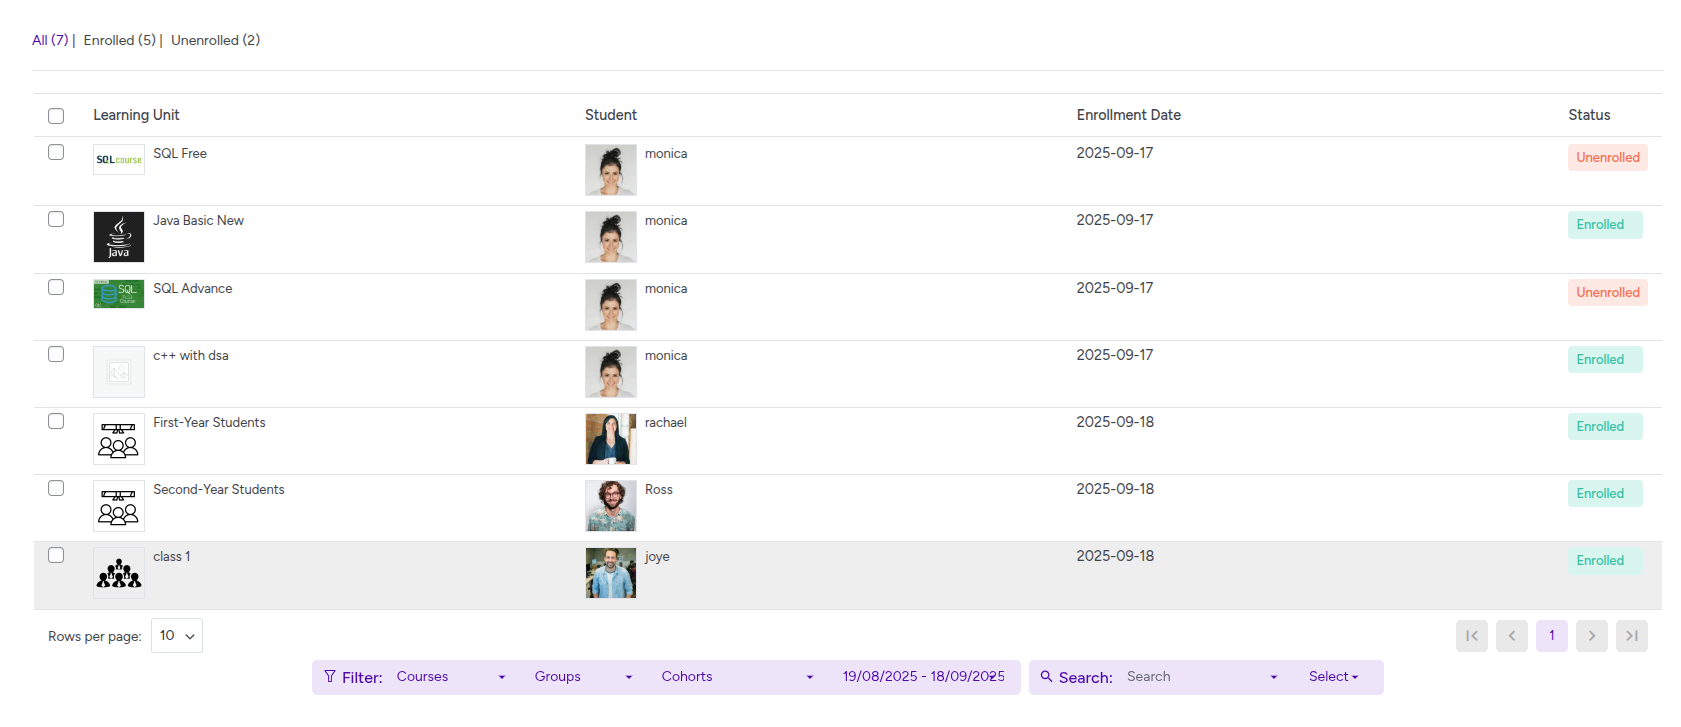 All (7) | Enrolled (5) | Unenrolled (2)
Learning Unit Student Enrollment Date Status
SQL course SQL Free monica 2025-09-17 Unenrolled
Java Java Basic New monica 2025-09-17 Enrolled
SQL Course SQL Advance monica 2025-09-17 Unenrolled
c++ with dsa monica 2025-09-17 Enrolled
First-Year Students rachael 2025-09-18 Enrolled
Second-Year Students Ross 2025-09-18 Enrolled
class 1 joye 2025-09-18 Enrolled
Rows per page: 10 1
Filter: Courses Groups Cohorts 19/08/2025 - 18/09/2025 Search: Search Select